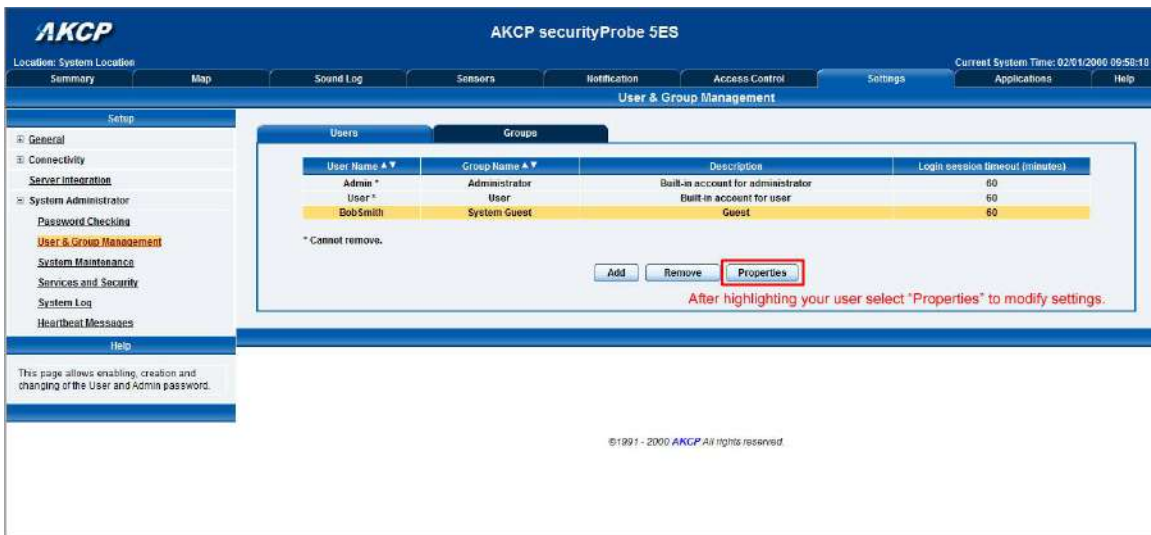 AKCP
AKCP securityProbe 5ES
Location: System Location
Current System Time: 02/01/2000 09:58:18
Summary Map Sound Log Sensors Notification Access Control Settings Applications Help
User & Group Management
Setup
General
Connectivity
Server Integration
System Administrator
Password Checking
User & Group Management
System Maintenance
Services and Security
System Log
Heartbeat Messages
Help
This page allows enabling, creation and
changing of the User and Admin password.
Users Groups
User Name ▲▼ Group Name ▲▼ Description Login session timeout (minutes)
Admin * Administrator Built-in account for administrator 60
User * User Built-in account for user 60
BobSmith System Guest Guest 60
* Cannot remove.
Add Remove Properties
After highlighting your user select “Properties” to modify settings.
©1991 - 2000 AKCP All rights reserved.